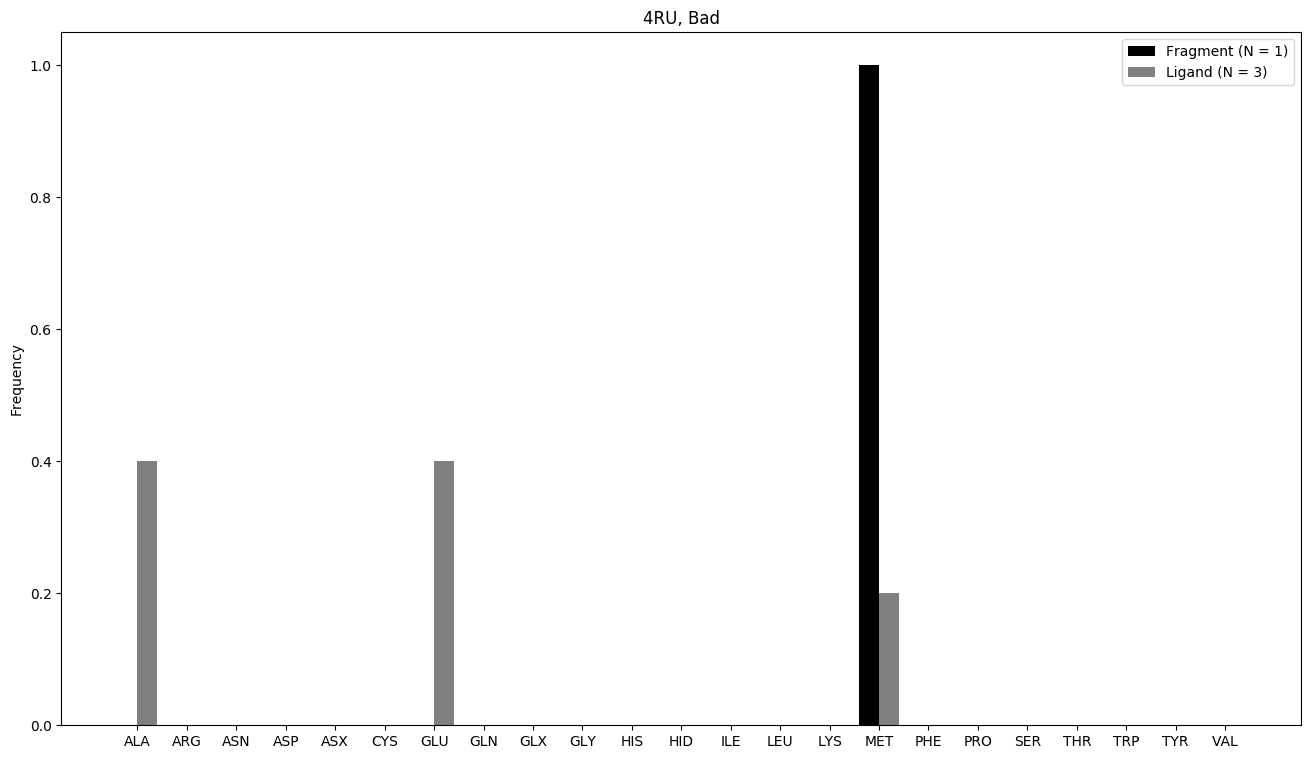 4RU, Bad
Fragment (N = 1)
Ligand (N = 3)
Frequency
1.0
0.8
0.6
0.4
0.2
0.0
ALA ARG ASN ASP ASX CYS GLU GLN GLX GLY HIS HID ILE LEU LYS MET PHE PRO SER THR TRP TYR VAL